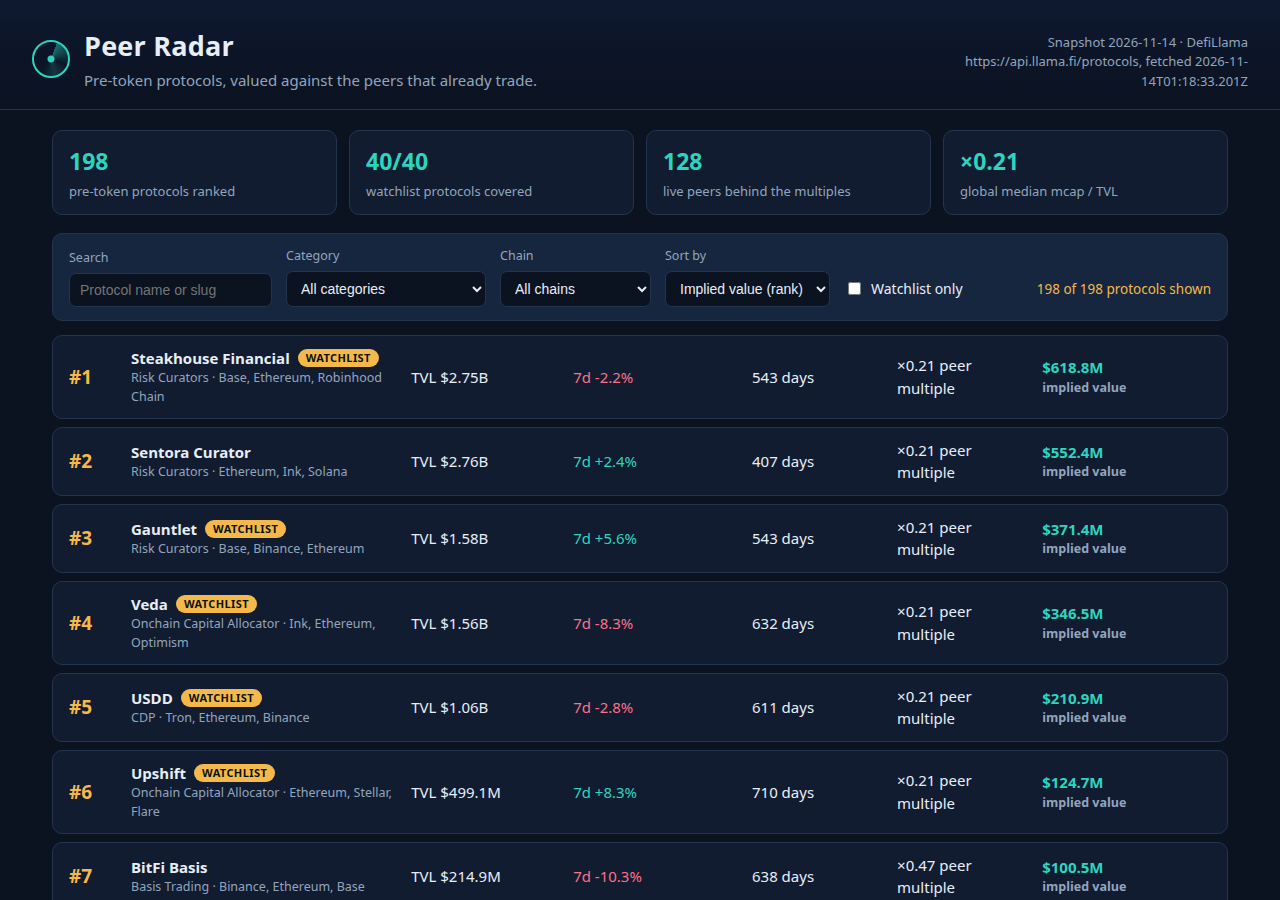 Peer Radar
Pre-token protocols, valued against the peers that already trade.
Snapshot 2026-11-14 · DefiLlama
https://api.llama.fi/protocols, fetched 2026-11-
14T01:18:33.201Z
198
pre-token protocols ranked
40/40
watchlist protocols covered
128
live peers behind the multiples
×0.21
global median mcap / TVL
Search
Protocol name or slug
Category
All categories
Chain
All chains
Sort by
Implied value (rank)
Watchlist only
198 of 198 protocols shown
#1
Steakhouse Financial WATCHLIST
Risk Curators · Base, Ethereum, Robinhood
Chain
TVL $2.75B
7d -2.2%
543 days
×0.21 peer
multiple
$618.8M
implied value
#2
Sentora Curator
Risk Curators · Ethereum, Ink, Solana
TVL $2.76B
7d +2.4%
407 days
×0.21 peer
multiple
$552.4M
implied value
#3
Gauntlet WATCHLIST
Risk Curators · Base, Binance, Ethereum
TVL $1.58B
7d +5.6%
543 days
×0.21 peer
multiple
$371.4M
implied value
#4
Veda WATCHLIST
Onchain Capital Allocator · Ink, Ethereum,
Optimism
TVL $1.56B
7d -8.3%
632 days
×0.21 peer
multiple
$346.5M
implied value
#5
USDD WATCHLIST
CDP · Tron, Ethereum, Binance
TVL $1.06B
7d -2.8%
611 days
×0.21 peer
multiple
$210.9M
implied value
#6
Upshift WATCHLIST
Onchain Capital Allocator · Ethereum, Stellar,
Flare
TVL $499.1M
7d +8.3%
710 days
×0.21 peer
multiple
$124.7M
implied value
#7
BitFi Basis
Basis Trading · Binance, Ethereum, Base
TVL $214.9M
7d -10.3%
638 days
×0.47 peer
multiple
$100.5M
implied value